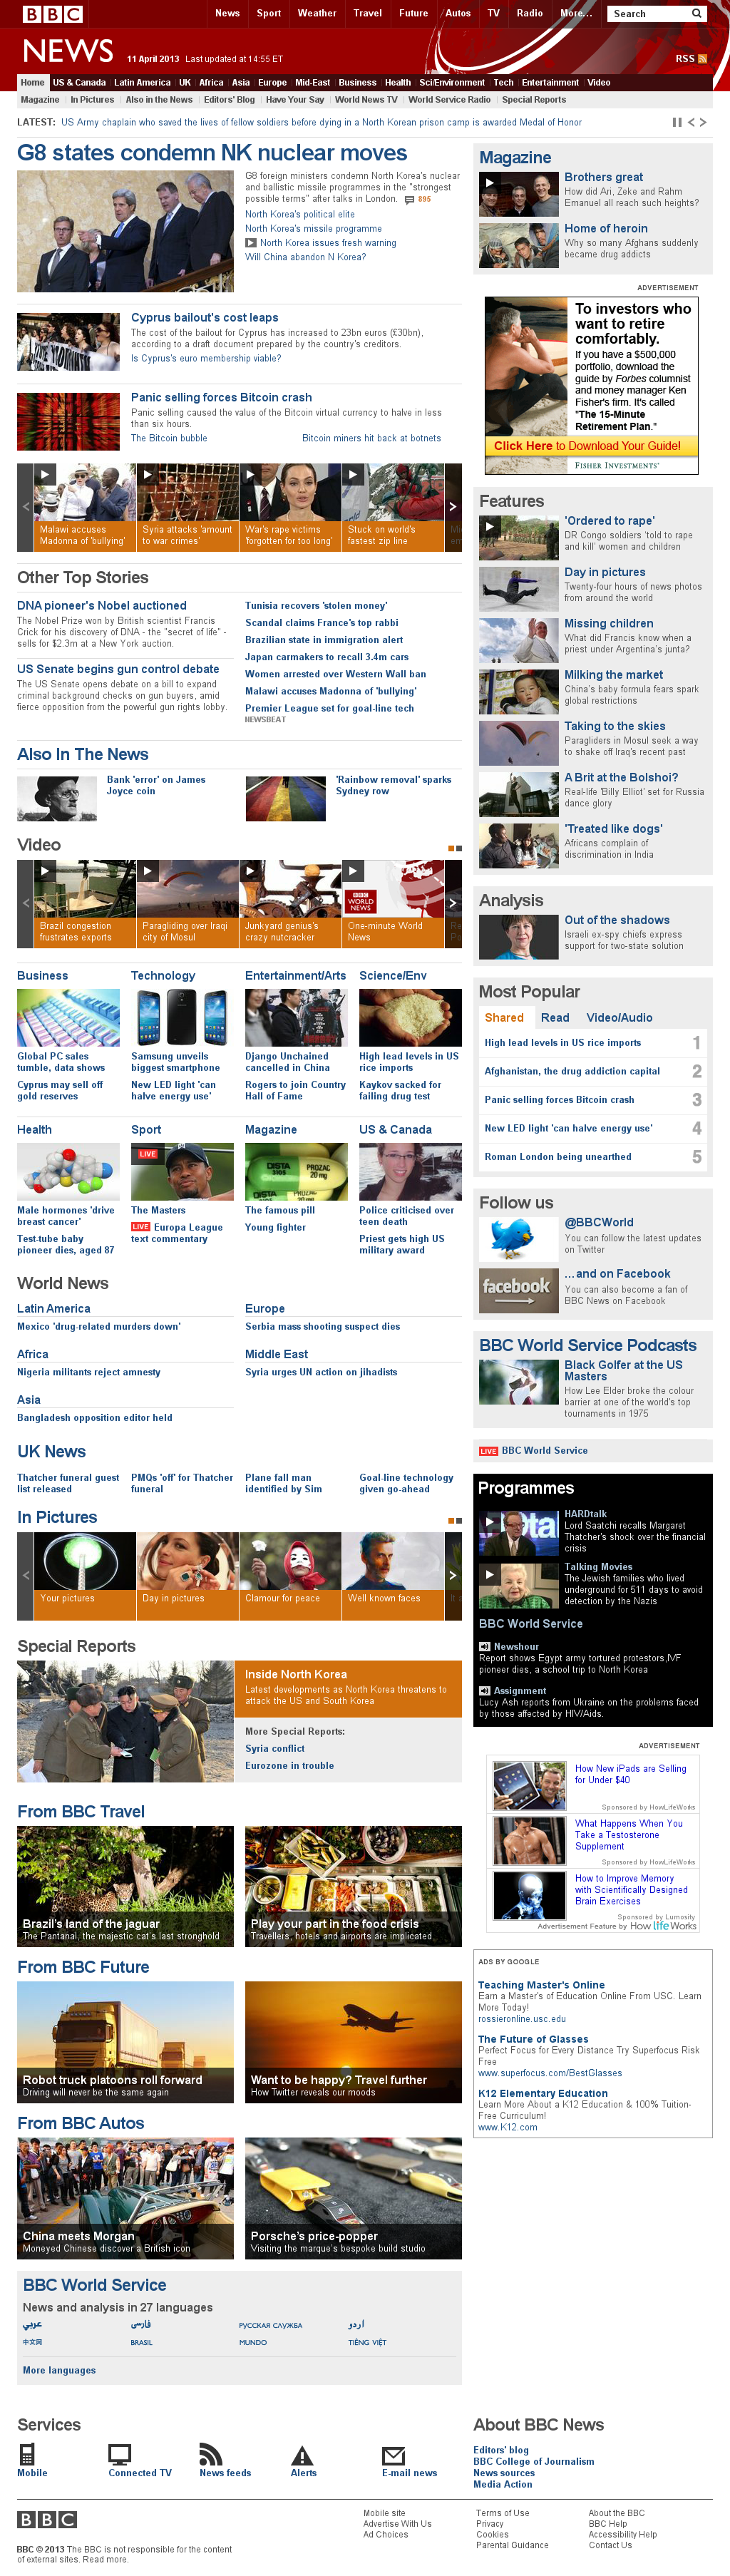 BBC
News Sport Weather Travel Future Autos TV Radio More... Search
NEWS 11 April 2013 Last updated at 14:55 ET RSS
Home US & Canada Latin America UK Africa Asia Europe Mid-East Business Health Sci/Environment Tech Entertainment Video
Magazine In Pictures Also in the News Editors' Blog Have Your Say World News TV World Service Radio Special Reports
LATEST: US Army chaplain who saved the lives of fellow soldiers before dying in a North Korean prison camp is awarded Medal of Honor
G8 states condemn NK nuclear moves
G8 foreign ministers condemn North Korea's nuclear
and ballistic missile programmes in the "strongest
possible terms" after talks in London. 895
North Korea's political elite
North Korea's missile programme
North Korea issues fresh warning
Will China abandon N Korea?
Cyprus bailout's cost leaps
The cost of the bailout for Cyprus has increased to 23bn euros (£30bn),
according to a draft document prepared by the country's creditors.
Is Cyprus's euro membership viable?
Panic selling forces Bitcoin crash
Panic selling caused the value of the Bitcoin virtual currency to halve in less
than six hours.
The Bitcoin bubble Bitcoin miners hit back at botnets
Malawi accuses
Madonna of 'bullying'
Syria attacks 'amount
to war crimes'
War's rape victims
'forgotten for too long'
Stuck on world's
fastest zip line
Other Top Stories
DNA pioneer's Nobel auctioned
The Nobel Prize won by British scientist Francis
Crick for his discovery of DNA - the "secret of life" -
sells for $2.3m at a New York auction.
US Senate begins gun control debate
The US Senate opens debate on a bill to expand
criminal background checks on gun buyers, amid
fierce opposition from the powerful gun rights lobby.
Tunisia recovers 'stolen money'
Scandal claims France's top rabbi
Brazilian state in immigration alert
Japan carmakers to recall 3.4m cars
Women arrested over Western Wall ban
Malawi accuses Madonna of 'bullying'
Premier League set for goal-line tech
NEWSBEAT
Also In The News
Bank 'error' on James
Joyce coin
'Rainbow removal' sparks
Sydney row
Video
Brazil congestion
frustrates exports
Paragliding over Iraqi
city of Mosul
Junkyard genius's
crazy nutcracker
BBC
WORLD
NEWS
One-minute World
News
Business
Global PC sales
tumble, data shows
Cyprus may sell off
gold reserves
Technology
Samsung unveils
biggest smartphone
New LED light 'can
halve energy use'
Entertainment/Arts
Django Unchained
cancelled in China
Rogers to join Country
Hall of Fame
Science/Env
High lead levels in US
rice imports
Kaykov sacked for
failing drug test
Health
Male hormones 'drive
breast cancer'
Test-tube baby
pioneer dies, aged 87
Sport
LIVE
The Masters
LIVE Europa League
text commentary
Magazine
DISTA
3105
PROZAC
20 mg
The famous pill
Young fighter
US & Canada
Police criticised over
teen death
Priest gets high US
military award
World News
Latin America
Mexico 'drug-related murders down'
Europe
Serbia mass shooting suspect dies
Africa
Nigeria militants reject amnesty
Middle East
Syria urges UN action on jihadists
Asia
Bangladesh opposition editor held
UK News
Thatcher funeral guest
list released
PMQs 'off' for Thatcher
funeral
Plane fall man
identified by Sim
Goal-line technology
given go-ahead
In Pictures
Your pictures
Day in pictures
Clamour for peace
Well known faces
Special Reports
Inside North Korea
Latest developments as North Korea threatens to
attack the US and South Korea
More Special Reports:
Syria conflict
Eurozone in trouble
From BBC Travel
Brazil's land of the jaguar
The Pantanal, the majestic cat's last stronghold
Play your part in the food crisis
Travellers, hotels and airports are implicated
From BBC Future
Robot truck platoons roll forward
Driving will never be the same again
Want to be happy? Travel further
How Twitter reveals our moods
From BBC Autos
China meets Morgan
Moneyed Chinese discover a British icon
Porsche's price-popper
Visiting the marque's bespoke build studio
BBC World Service
News and analysis in 27 languages
عربي فارسی РУССКАЯ СЛУЖБА اردو
中文网 BRASIL MUNDO TIẾNG VIỆT
More languages
Magazine
Brothers great
How did Ari, Zeke and Rahm
Emanuel all reach such heights?
Home of heroin
Why so many Afghans suddenly
became drug addicts
ADVERTISEMENT
To investors who
want to retire
comfortably.
If you have a $500,000
portfolio, download the
guide by Forbes columnist
and money manager Ken
Fisher's firm. It's called
"The 15-Minute
Retirement Plan."
Click Here to Download Your Guide!
FISHER INVESTMENTS
Features
'Ordered to rape'
DR Congo soldiers 'told to rape
and kill' women and children
Day in pictures
Twenty-four hours of news photos
from around the world
Missing children
What did Francis know when a
priest under Argentina's junta?
Milking the market
China's baby formula fears spark
global restrictions
Taking to the skies
Paragliders in Mosul seek a way
to shake off Iraq's recent past
A Brit at the Bolshoi?
Real-life 'Billy Elliot' set for Russia
dance glory
'Treated like dogs'
Africans complain of
discrimination in India
Analysis
Out of the shadows
Israeli ex-spy chiefs express
support for two-state solution
Most Popular
Shared Read Video/Audio
High lead levels in US rice imports 1
Afghanistan, the drug addiction capital 2
Panic selling forces Bitcoin crash 3
New LED light 'can halve energy use' 4
Roman London being unearthed 5
Follow us
@BBCWorld
You can follow the latest updates
on Twitter
facebook
...and on Facebook
You can also become a fan of
BBC News on Facebook
BBC World Service Podcasts
Black Golfer at the US
Masters
How Lee Elder broke the colour
barrier at one of the world's top
tournaments in 1975
LIVE BBC World Service
Programmes
HARDtalk
Lord Saatchi recalls Margaret
Thatcher's shock over the financial
crisis
Talking Movies
The Jewish families who lived
underground for 511 days to avoid
detection by the Nazis
BBC World Service
Newshour
Report shows Egypt army tortured protestors,IVF
pioneer dies, a school trip to North Korea
Assignment
Lucy Ash reports from Ukraine on the problems faced
by those affected by HIV/Aids.
ADVERTISEMENT
How New iPads are Selling
for Under $40
Sponsored by HowLifeWorks
What Happens When You
Take a Testosterone
Supplement
Sponsored by HowLifeWorks
How to Improve Memory
with Scientifically Designed
Brain Exercises
Sponsored by Lumosity
Advertisement Feature by How life Works
ADS BY GOOGLE
Teaching Master's Online
Earn a Master's of Education Online From USC. Learn
More Today!
rossieronline.usc.edu
The Future of Glasses
Perfect Focus for Every Distance Try Superfocus Risk
Free
www.superfocus.com/BestGlasses
K12 Elementary Education
Learn More About a K12 Education & 100% Tuition-
Free Curriculum!
www.K12.com
Services
Mobile Connected TV News feeds Alerts E-mail news
About BBC News
Editors' blog
BBC College of Journalism
News sources
Media Action
BBC
Mobile site
Advertise With Us
Ad Choices
Terms of Use
Privacy
Cookies
Parental Guidance
About the BBC
BBC Help
Accessibility Help
Contact Us
BBC © 2013 The BBC is not responsible for the content
of external sites. Read more.